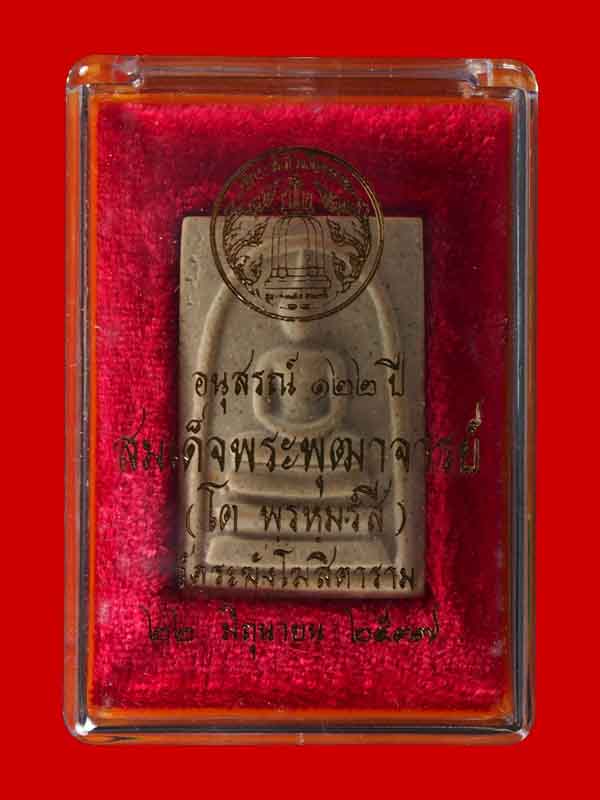 อนุสรณ์ ๑๒๒ ปี
สมเด็จพระพุฒาจารย์
(โต พฺรหฺมรํสี)
วัดระฆังโฆสิตาราม
๒๒ มิถุนายน ๒๕๓๗